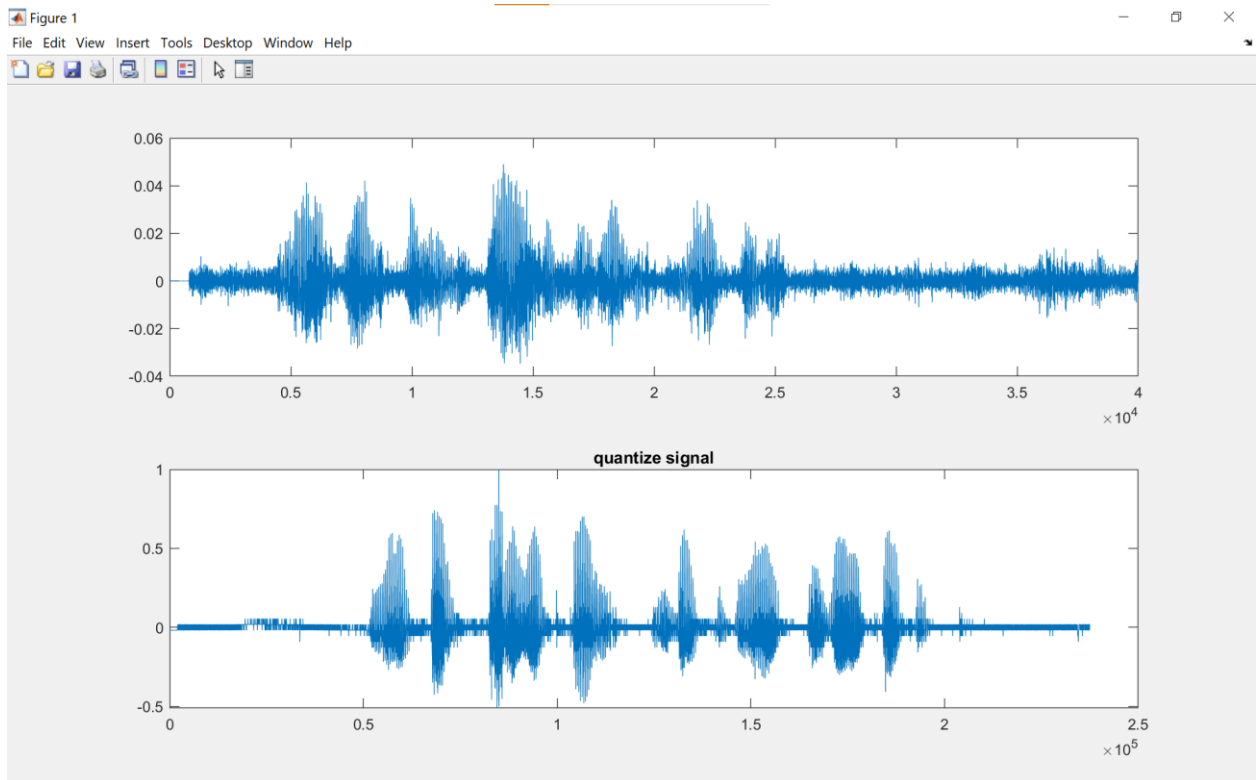 Figure 1
File Edit View Insert Tools Desktop Window Help
0.06
0.04
0.02
0
-0.02
-0.04
0 0.5 1 1.5 2 2.5 3 3.5 4
×10^4
quantize signal
1
0.5
0
-0.5
0 0.5 1 1.5 2 2.5
×10^5